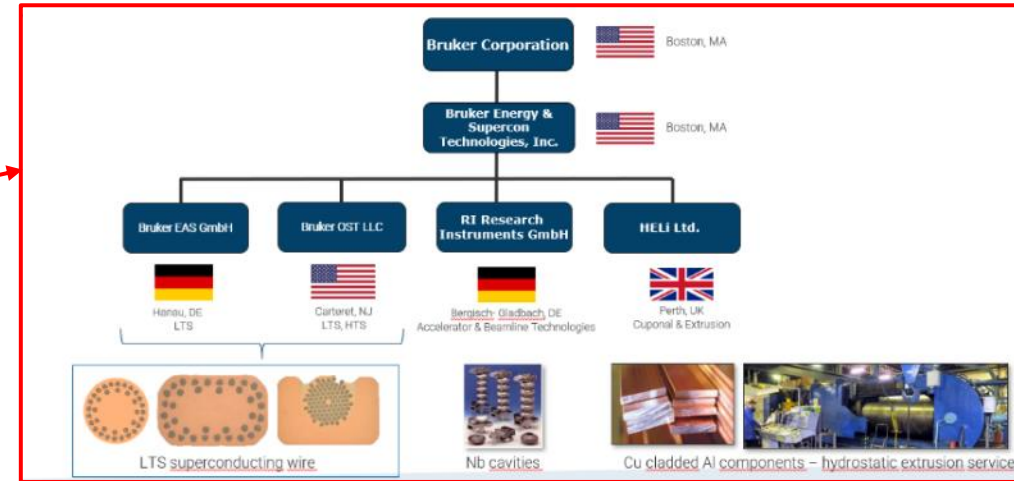 Bruker Corporation
Boston, MA
Bruker Energy &
Supercon
Technologies, Inc.
Boston, MA
Bruker EAS GmbH
Bruker OST LLC
RI Research
Instruments GmbH
HELi Ltd.
Hanau, DE
LTS
Carteret, NJ
LTS, HTS
Bergisch- Gladbach, DE
Accelerator & Beamline Technologies
Perth, UK
Cuponal & Extrusion
LTS superconducting wire
Nb cavities
Cu cladded Al components – hydrostatic extrusion service